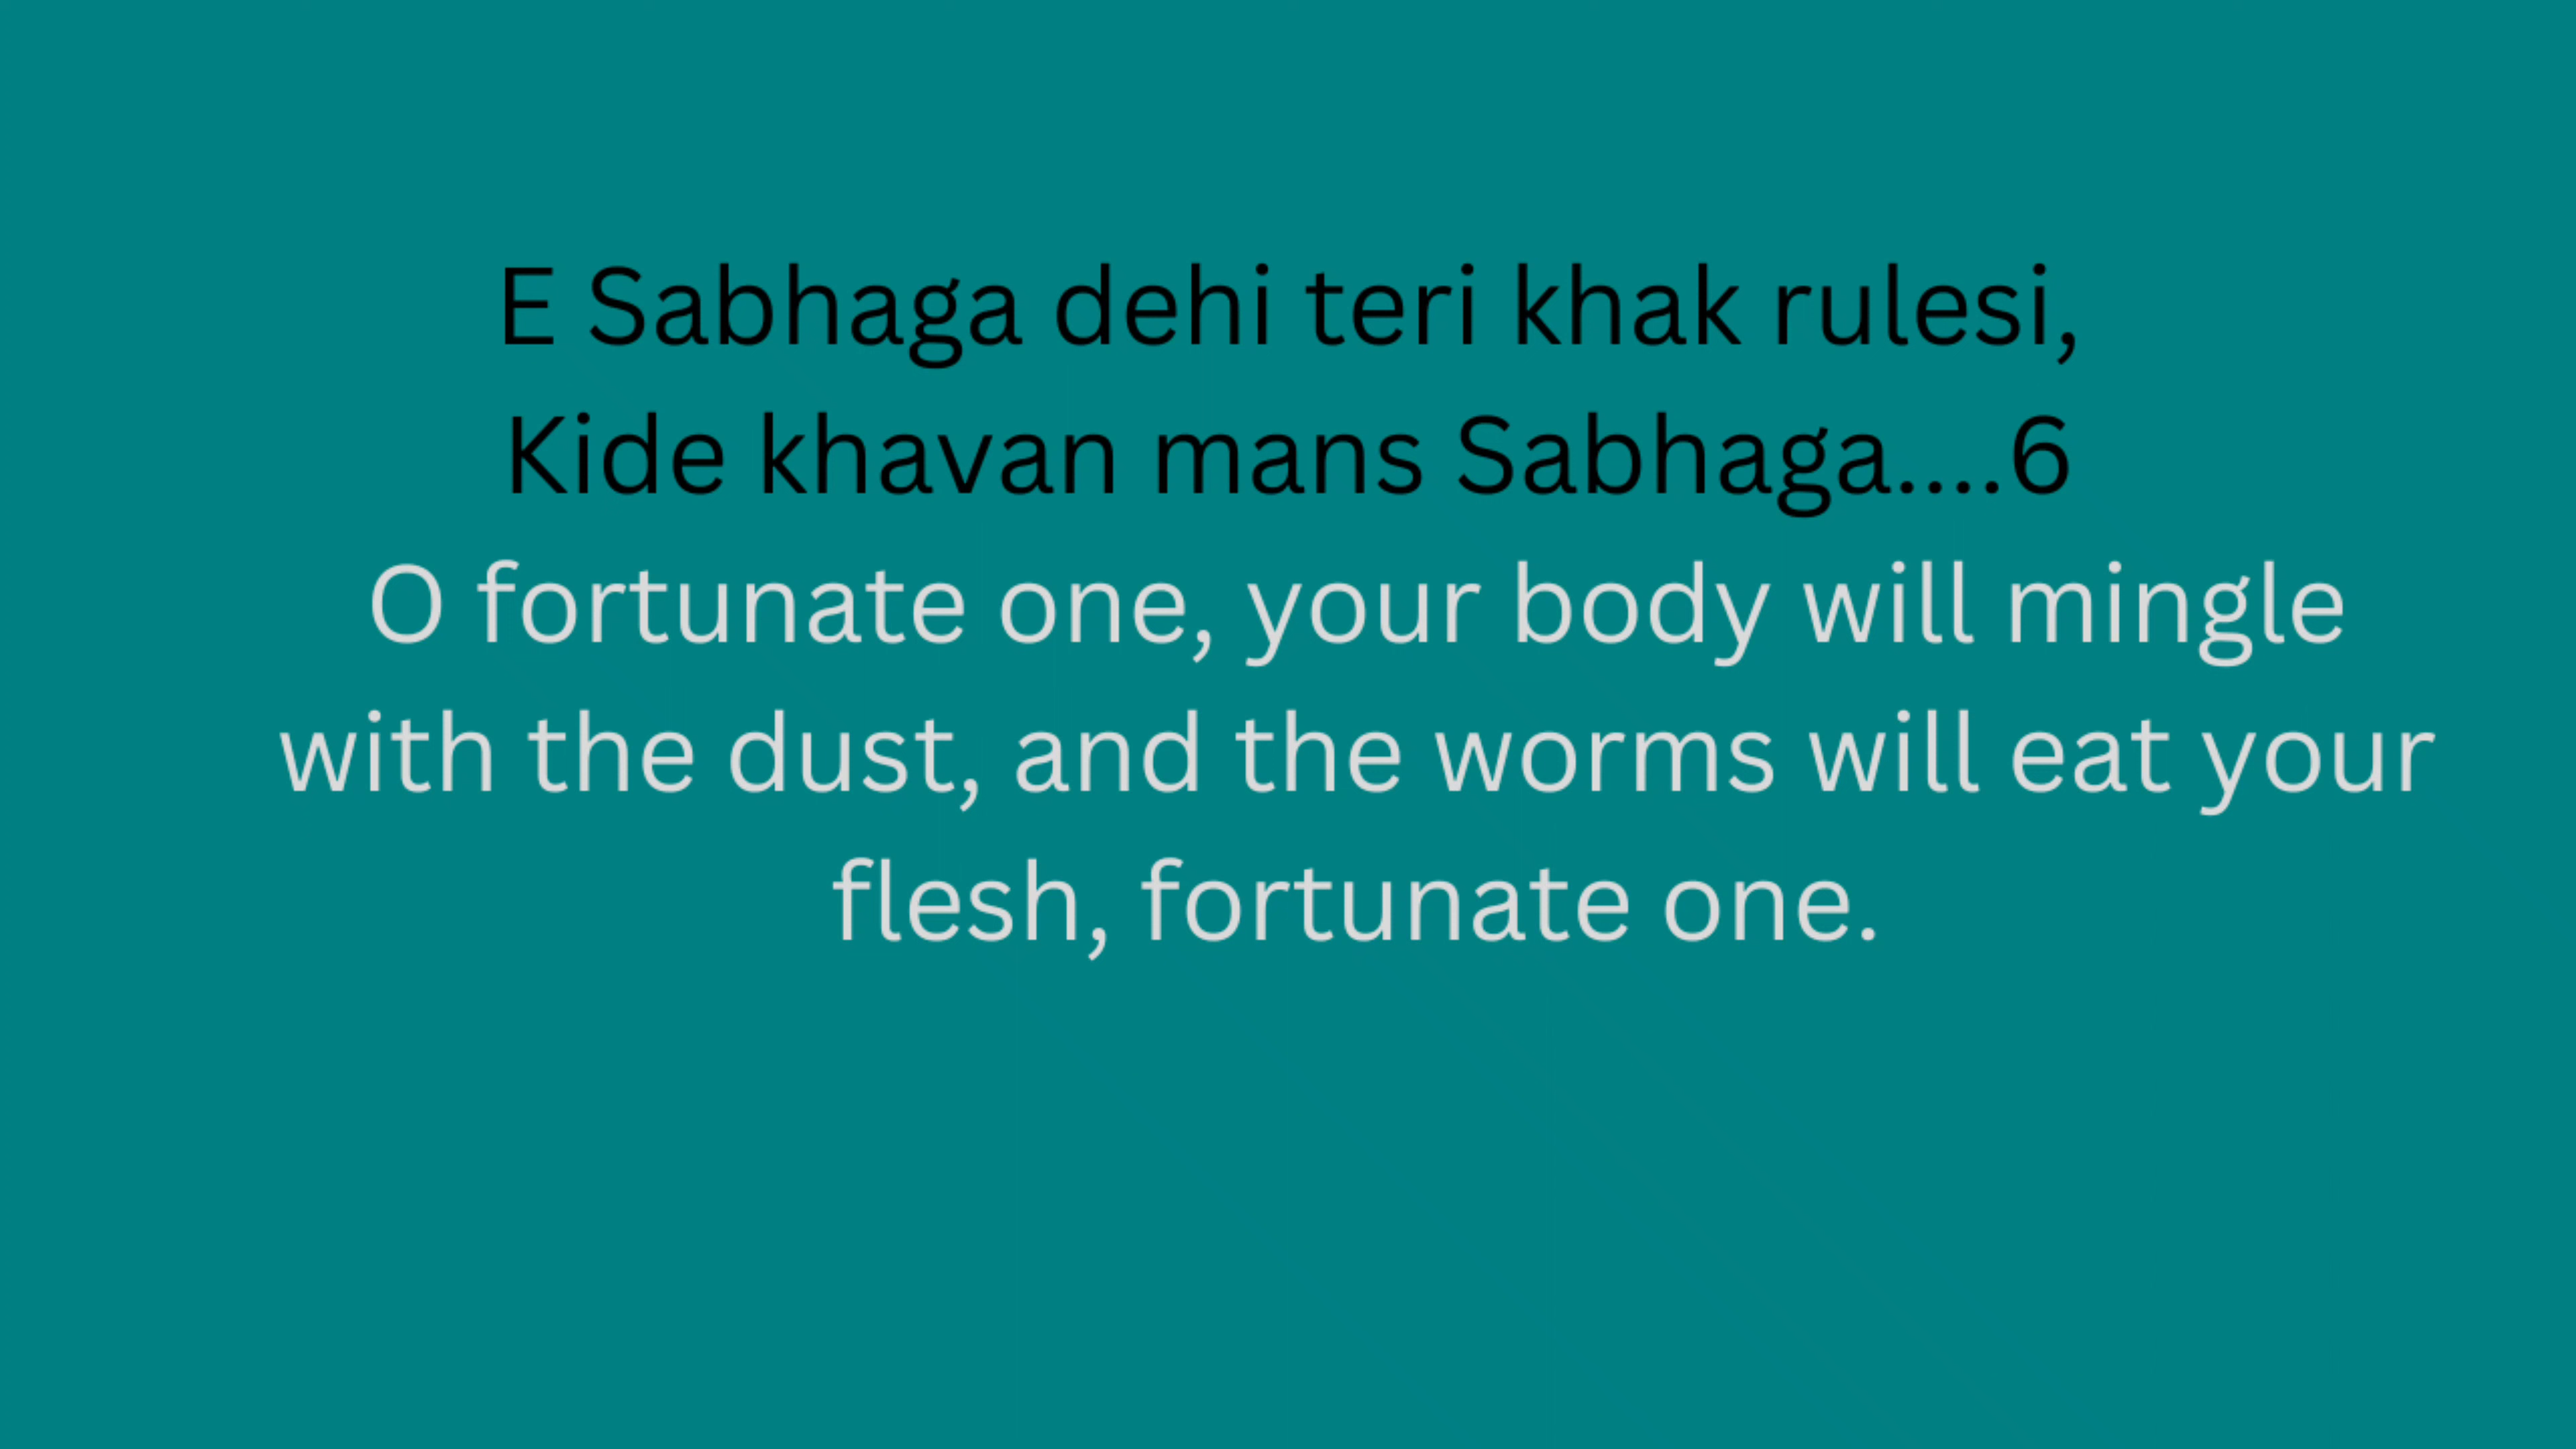 E Sabhaga dehi teri khak rulesi,
Kide khavan mans Sabhaga....6
O fortunate one, your body will mingle
with the dust, and the worms will eat your
flesh, fortunate one.